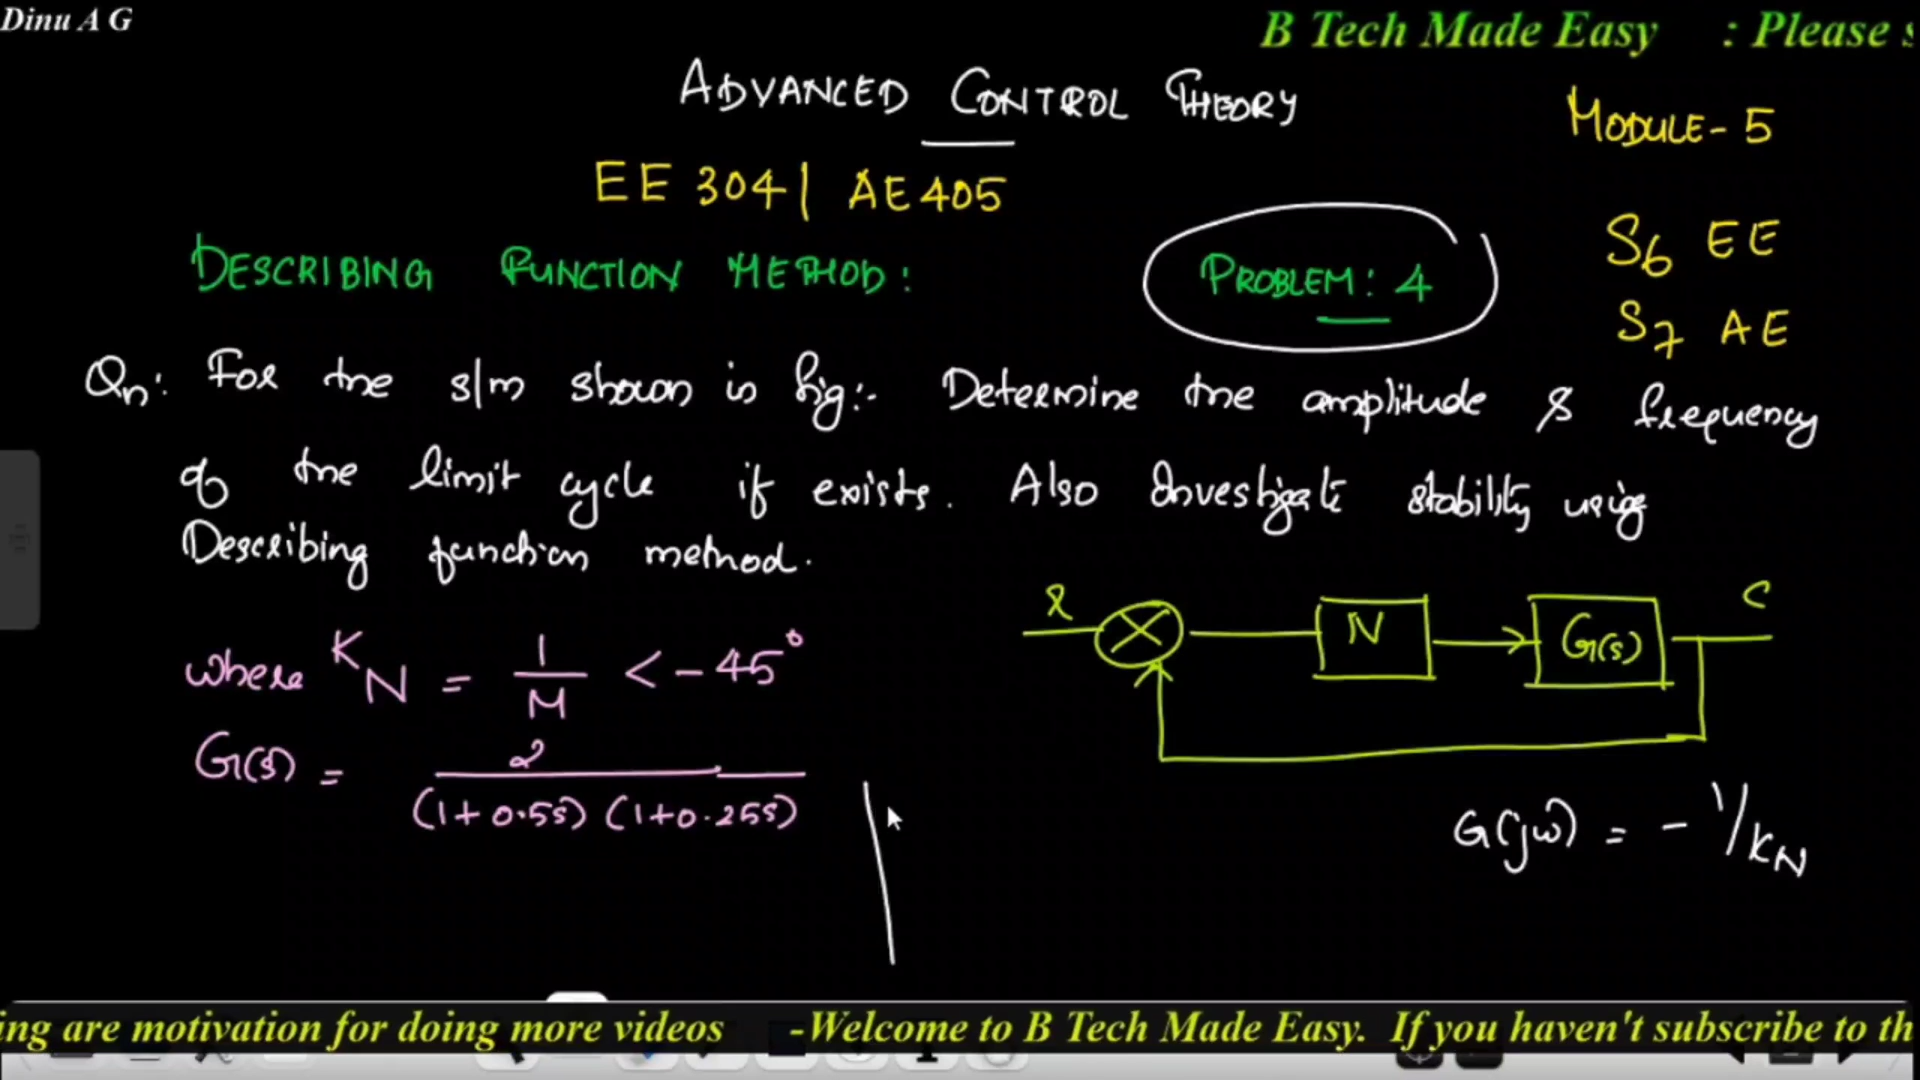 Dinu A G
B Tech Made Easy : Please s
ADVANCED CONTROL THEORY
MODULE - 5
EE 304 | AE 405
S6 EE
DESCRIBING FUNCTION METHOD :
PROBLEM : 4
S7 AE
Qn: For the s/m shown in fig:- Determine the amplitude & frequency
of the limit cycle if exists. Also Investigate stability using
Describing function method.
R N G(s) C
where KN = 1/M < -45°
G(s) = 2/(1+0.5s) (1+0.25s)
G(jω) = - 1/KN
ing are motivation for doing more videos -Welcome to B Tech Made Easy. If you haven't subscribe to th